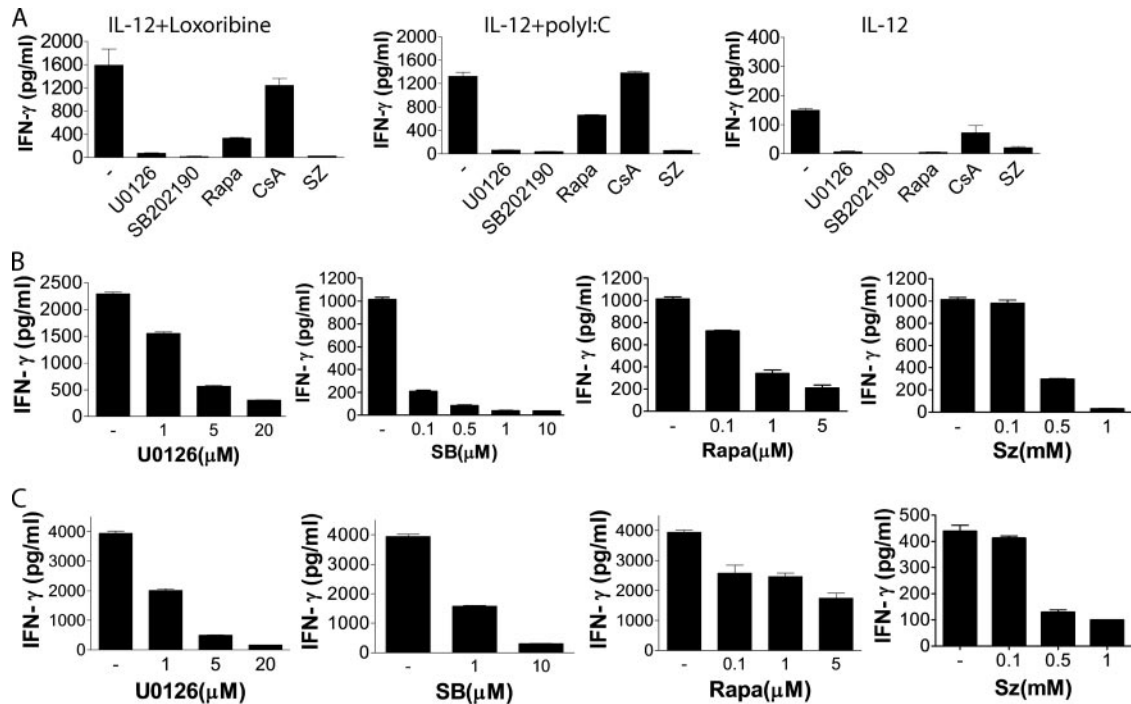 A
IL-12+Loxoribine
IL-12+polyI:C
IL-12
IFN-γ (pg/ml)
2000
1600
1200
800
400
0
- U0126 SB202190 Rapa CsA SZ
IFN-γ (pg/ml)
2000
1600
1200
800
400
0
- U0126 SB202190 Rapa CsA SZ
IFN-γ (pg/ml)
400
300
200
100
0
- U0126 SB202190 Rapa CsA SZ
B
IFN- γ (pg/ml)
2500
2000
1500
1000
500
0
- 1 5 20
U0126(μM)
IFN- γ (pg/ml)
1200
1000
800
600
400
200
0
- 0.1 0.5 1 10
SB(μM)
IFN- γ (pg/ml)
1200
1000
800
600
400
200
0
- 0.1 1 5
Rapa(μM)
IFN- γ (pg/ml)
1200
1000
800
600
400
200
0
- 0.1 0.5 1
Sz(mM)
C
IFN- γ (pg/ml)
4000
3000
2000
1000
0
- 1 5 20
U0126(μM)
IFN- γ (pg/ml)
4000
3000
2000
1000
0
- 1 10
SB(μM)
IFN- γ (pg/ml)
4000
3000
2000
1000
0
- 0.1 1 5
Rapa(μM)
IFN- γ (pg/ml)
500
400
300
200
100
0
- 0.1 0.5 1
Sz(mM)